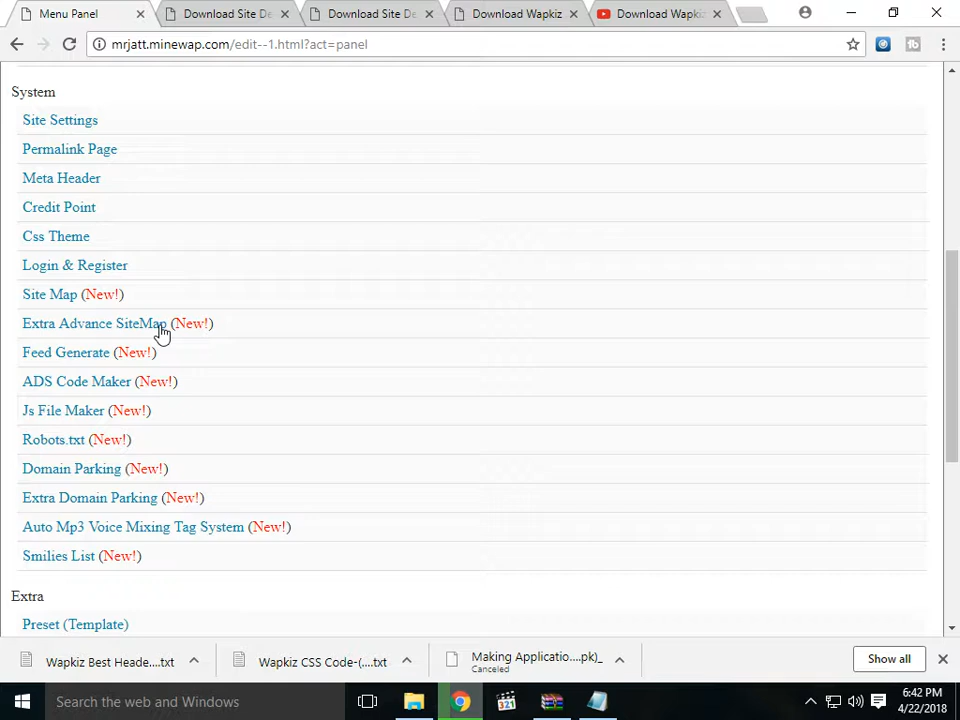 Menu Panel
Download Site De
Download Site De
Download Wapkiz
Download Wapkiz
mrjatt.minewap.com/edit--1.html?act=panel
System
Site Settings
Permalink Page
Meta Header
Credit Point
Css Theme
Login & Register
Site Map (New!)
Extra Advance SiteMap (New!)
Feed Generate (New!)
ADS Code Maker (New!)
Js File Maker (New!)
Robots.txt (New!)
Domain Parking (New!)
Extra Domain Parking (New!)
Auto Mp3 Voice Mixing Tag System (New!)
Smilies List (New!)
Extra
Preset (Template)
Wapkiz Best Heade....txt
Wapkiz CSS Code-(....txt
Making Applicatio....pk)_
Canceled
Show all
Search the web and Windows
321
6:42 PM
4/22/2018